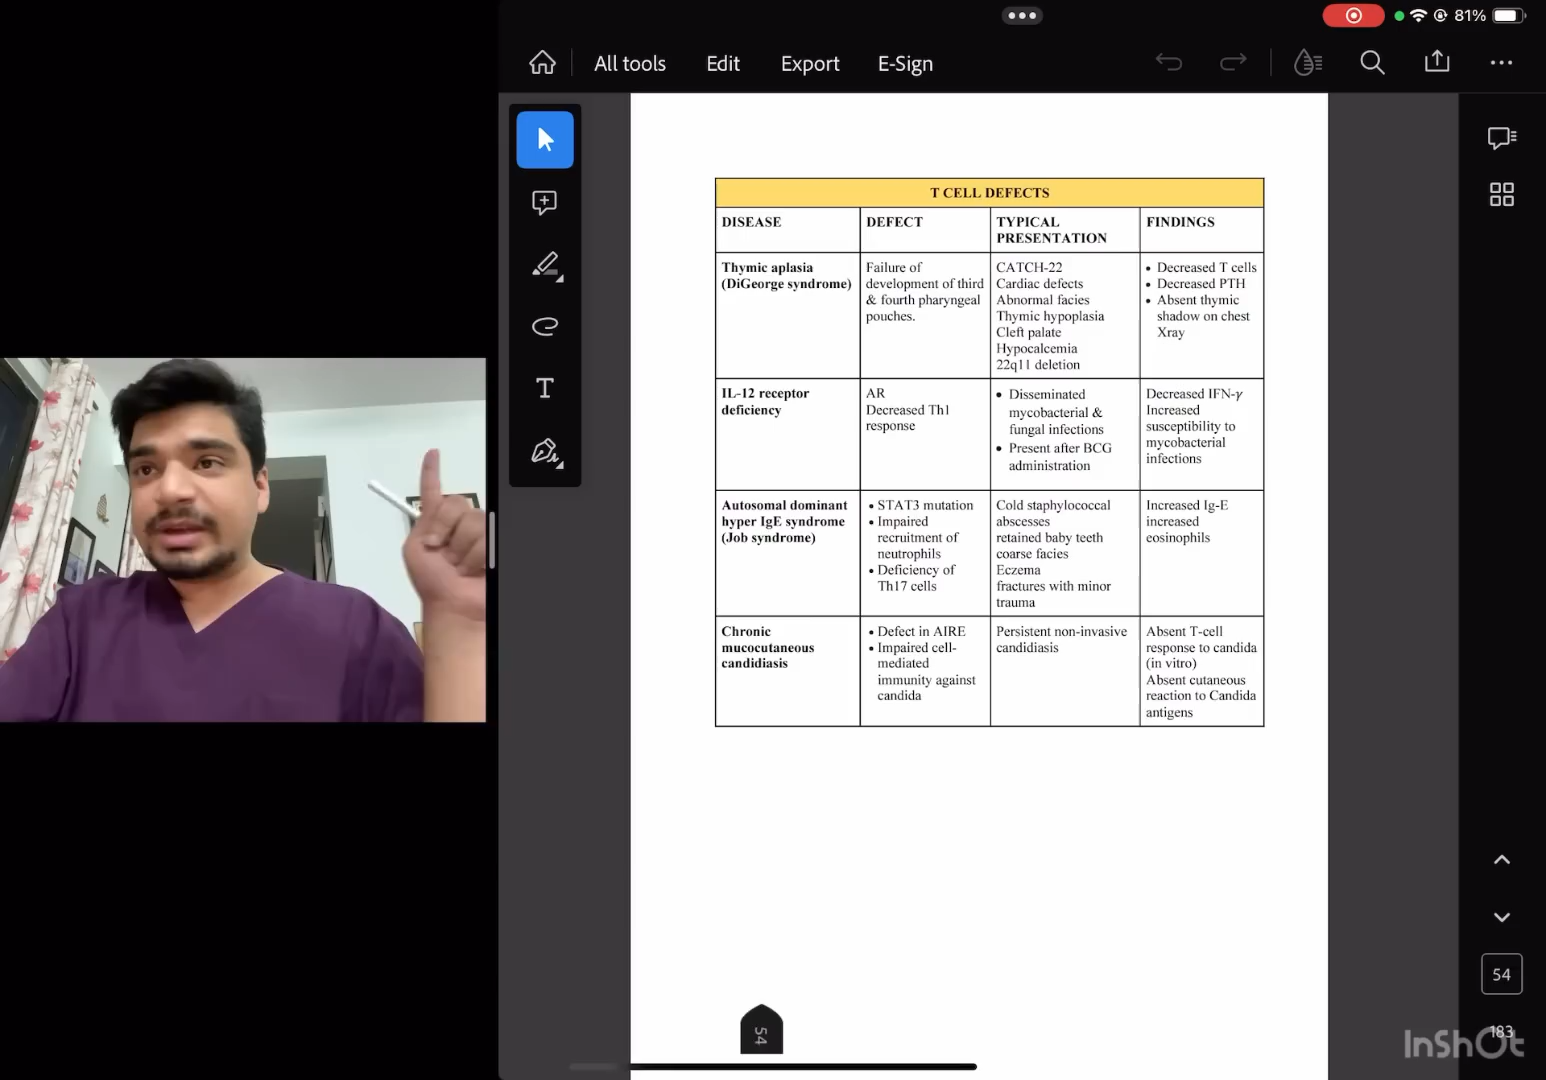 81%
All tools
Edit
Export
E-Sign
T CELL DEFECTS
DISEASE
DEFECT
TYPICAL
PRESENTATION
FINDINGS
Thymic aplasia
(DiGeorge syndrome)
Failure of
development of third
& fourth pharyngeal
pouches.
CATCH-22
Cardiac defects
Abnormal facies
Thymic hypoplasia
Cleft palate
Hypocalcemia
22q11 deletion
• Decreased T cells
• Decreased PTH
• Absent thymic
shadow on chest
Xray
IL-12 receptor
deficiency
AR
Decreased Th1
response
• Disseminated
mycobacterial &
fungal infections
• Present after BCG
administration
Decreased IFN-γ
Increased
susceptibility to
mycobacterial
infections
Autosomal dominant
hyper IgE syndrome
(Job syndrome)
• STAT3 mutation
• Impaired
recruitment of
neutrophils
• Deficiency of
Th17 cells
Cold staphylococcal
abscesses
retained baby teeth
coarse facies
Eczema
fractures with minor
trauma
Increased Ig-E
increased
eosinophils
Chronic
mucocutaneous
candidiasis
• Defect in AIRE
• Impaired cell-
mediated
immunity against
candida
Persistent non-invasive
candidiasis
Absent T-cell
response to candida
(in vitro)
Absent cutaneous
reaction to Candida
antigens
54
54
183
InShOt